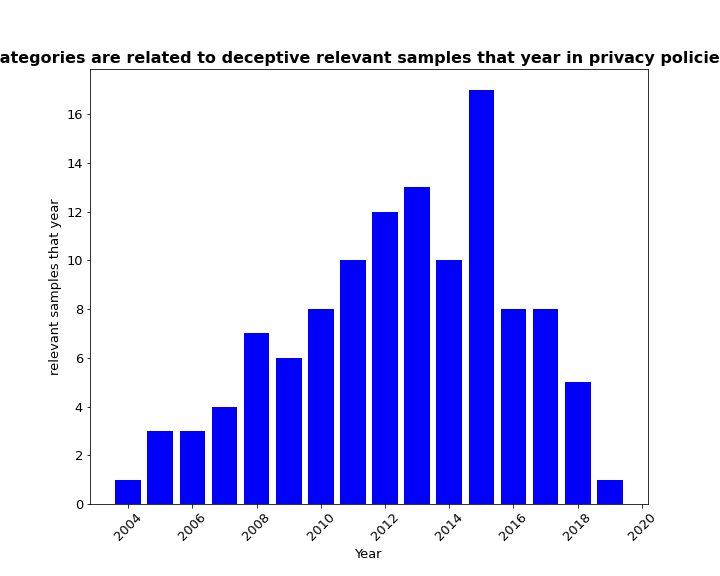 ategories are related to deceptive relevant samples that year in privacy policie
relevant samples that year
16
14
12
10
8
6
4
2
0
2004 2006 2008 2010 2012 2014 2016 2018 2020
Year